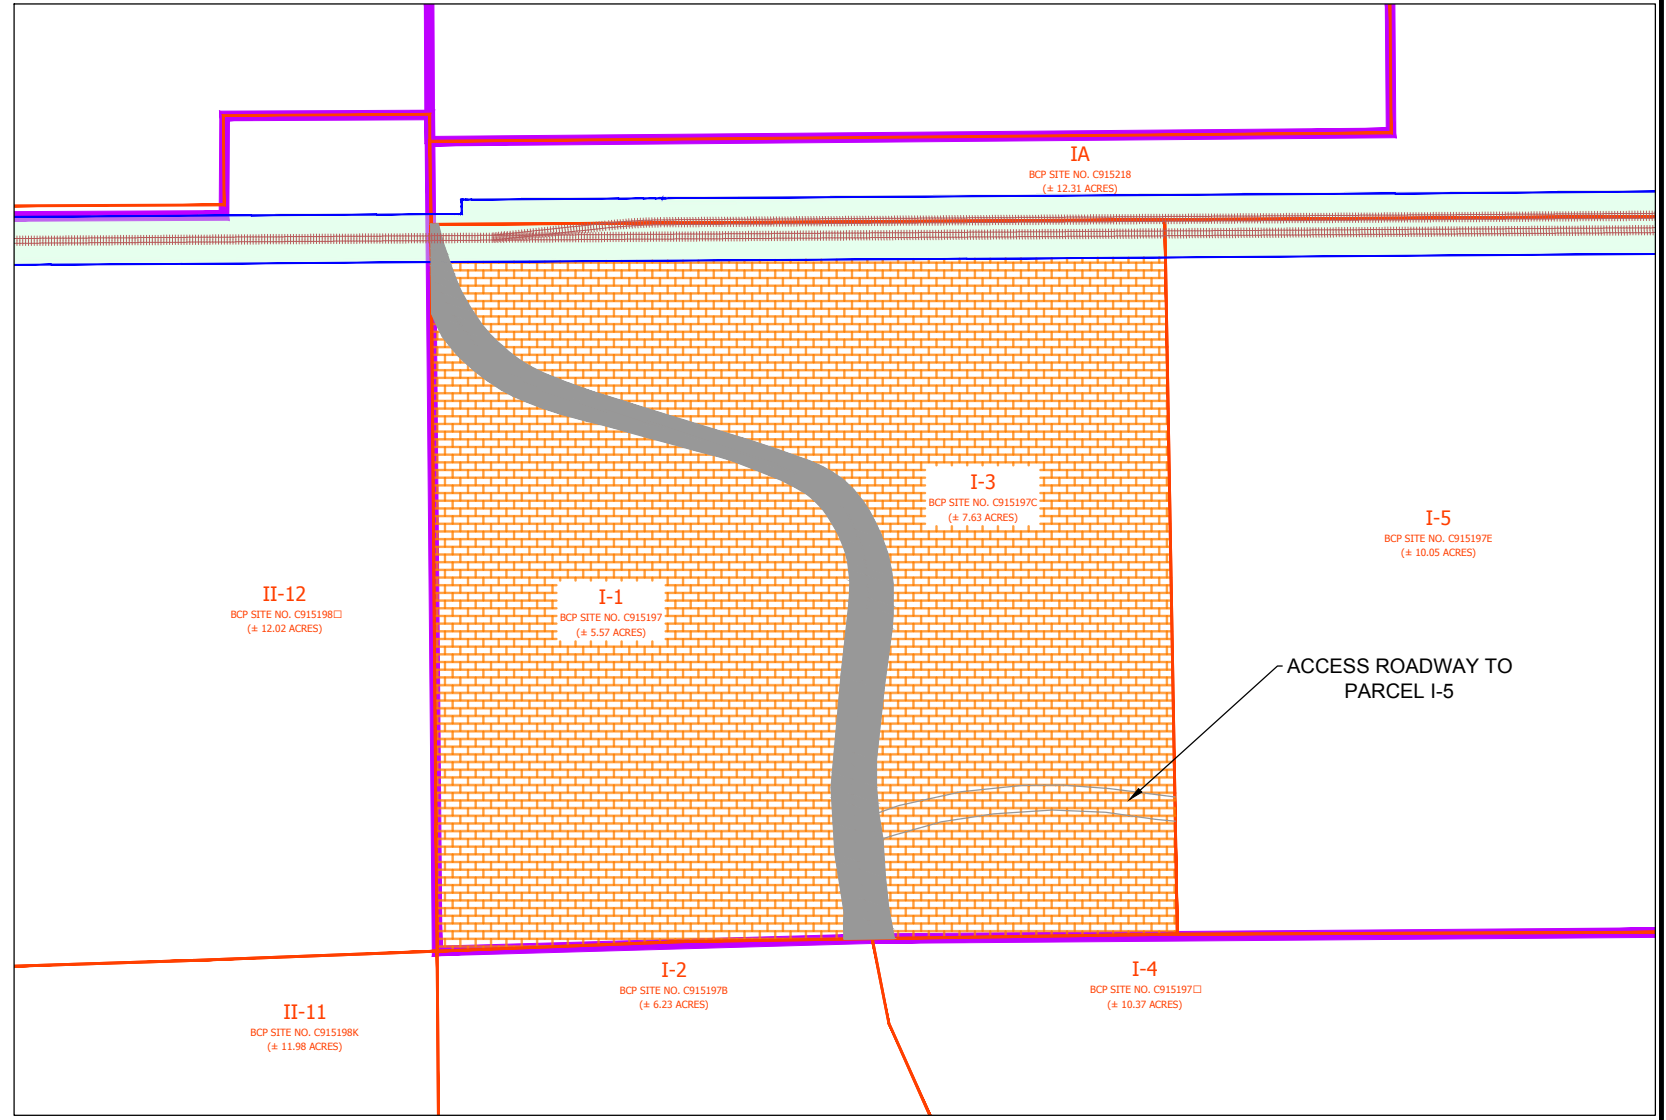 IA
BCP SITE NO. C915218
(± 12.31 ACRES)
I-3
BCP SITE NO. C915197C
(± 7.63 ACRES)
I-5
BCP SITE NO. C915197E
(± 10.05 ACRES)
II-12
BCP SITE NO. C915198□
(± 12.02 ACRES)
I-1
BCP SITE NO. C915197
(± 5.57 ACRES)
ACCESS ROADWAY TO
PARCEL I-5
I-2
BCP SITE NO. C915197B
(± 6.23 ACRES)
I-4
BCP SITE NO. C915197□
(± 10.37 ACRES)
II-11
BCP SITE NO. C915198K
(± 11.98 ACRES)